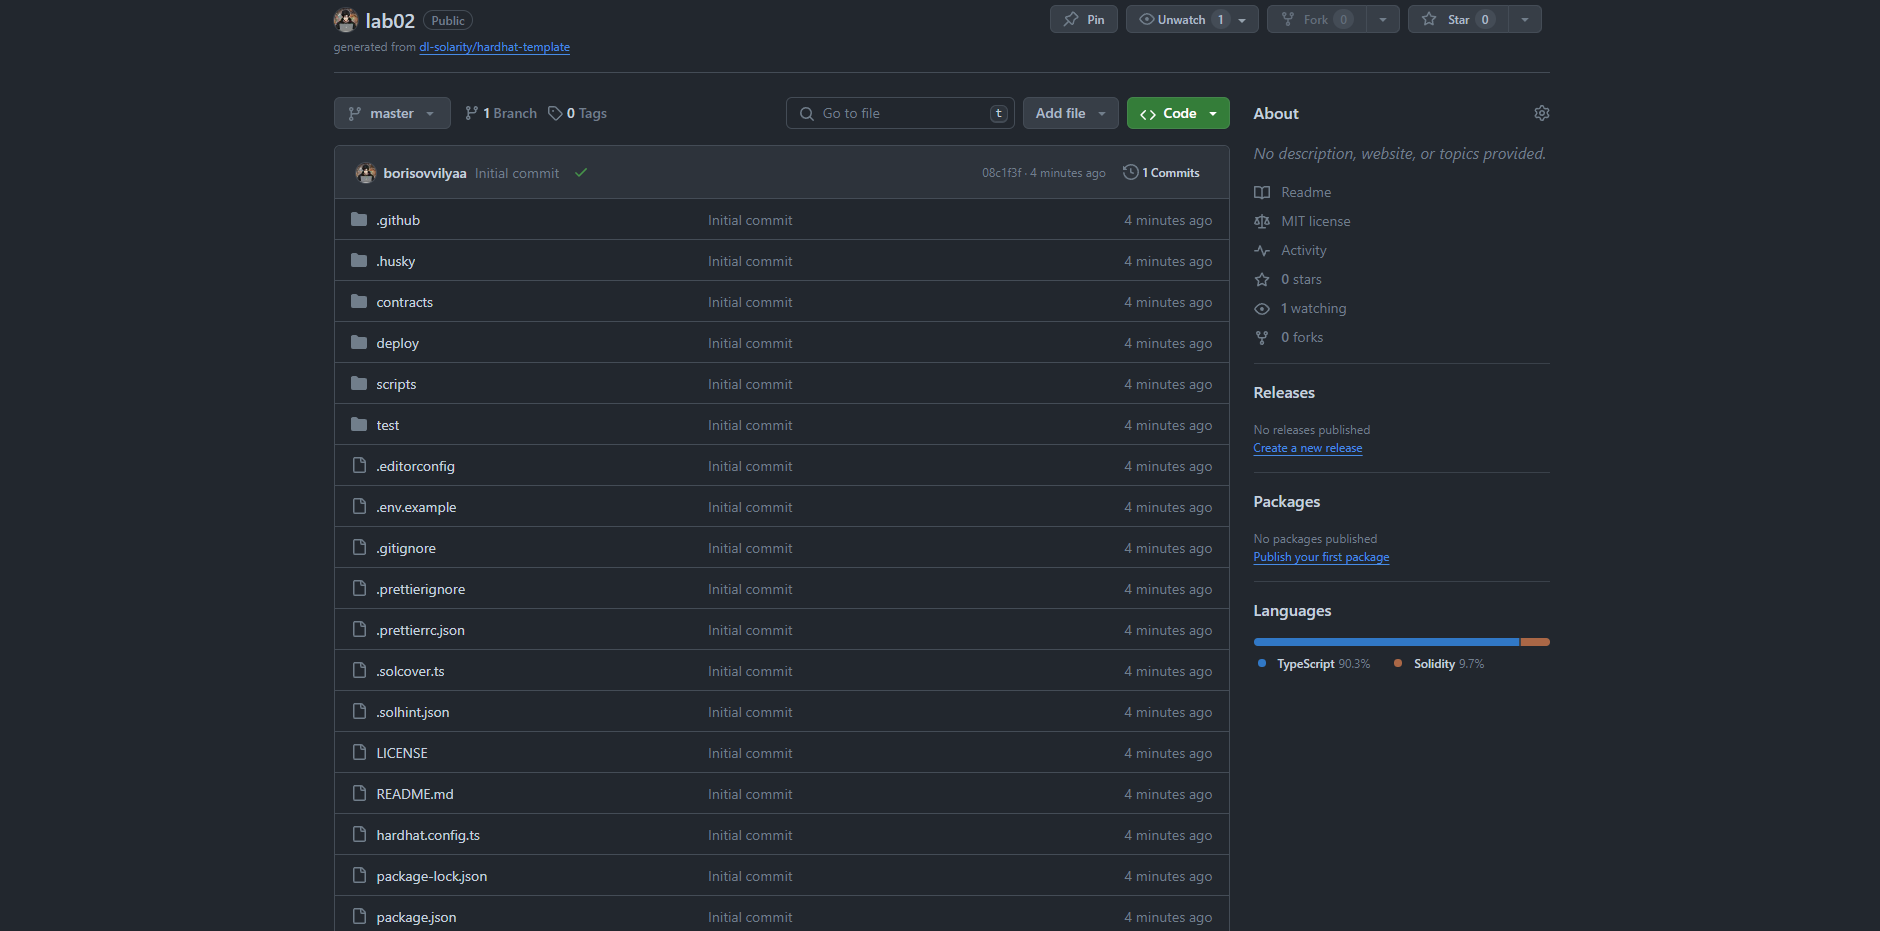 lab02 Public Pin Unwatch 1 Fork 0 Star 0
generated from dl-solarity/hardhat-template
master 1 Branch 0 Tags Go to file t Add file Code
borisovvilyaa Initial commit 08c1f3f · 4 minutes ago 1 Commits
.github Initial commit 4 minutes ago
.husky Initial commit 4 minutes ago
contracts Initial commit 4 minutes ago
deploy Initial commit 4 minutes ago
scripts Initial commit 4 minutes ago
test Initial commit 4 minutes ago
.editorconfig Initial commit 4 minutes ago
.env.example Initial commit 4 minutes ago
.gitignore Initial commit 4 minutes ago
.prettierignore Initial commit 4 minutes ago
.prettierrc.json Initial commit 4 minutes ago
.solcover.ts Initial commit 4 minutes ago
.solhint.json Initial commit 4 minutes ago
LICENSE Initial commit 4 minutes ago
README.md Initial commit 4 minutes ago
hardhat.config.ts Initial commit 4 minutes ago
package-lock.json Initial commit 4 minutes ago
package.json Initial commit 4 minutes ago
About
No description, website, or topics provided.
Readme
MIT license
Activity
0 stars
1 watching
0 forks
Releases
No releases published
Create a new release
Packages
No packages published
Publish your first package
Languages
TypeScript 90.3% Solidity 9.7%